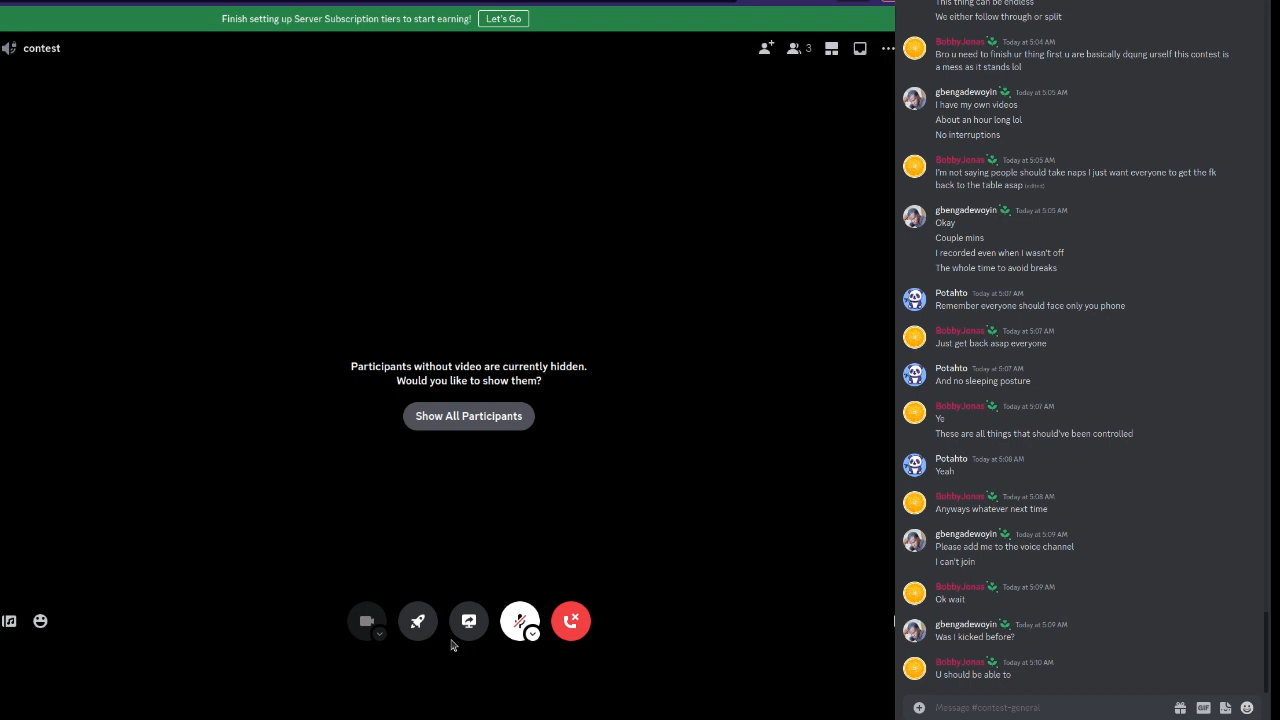 Finish setting up Server Subscription tiers to start earning!
Let's Go
contest
3
Participants without video are currently hidden.
Would you like to show them?
Show All Participants
This thing can be endless
We either follow through or split
BobbyJonas Today at 5:04 AM
Bro u need to finish ur thing first u are basically dqung urself this contest is
a mess as it stands lol
gbengadewoyin Today at 5:05 AM
I have my own videos
About an hour long lol
No interruptions
BobbyJonas Today at 5:05 AM
I'm not saying people should take naps I just want everyone to get the fk
back to the table asap (edited)
gbengadewoyin Today at 5:05 AM
Okay
Couple mins
I recorded even when I wasn't off
The whole time to avoid breaks
Potahto Today at 5:07 AM
Remember everyone should face only you phone
BobbyJonas Today at 5:07 AM
Just get back asap everyone
Potahto Today at 5:07 AM
And no sleeping posture
BobbyJonas Today at 5:07 AM
Ye
These are all things that should've been controlled
Potahto Today at 5:08 AM
Yeah
BobbyJonas Today at 5:08 AM
Anyways whatever next time
gbengadewoyin Today at 5:09 AM
Please add me to the voice channel
I can't join
BobbyJonas Today at 5:09 AM
Ok wait
gbengadewoyin Today at 5:09 AM
Was I kicked before?
BobbyJonas Today at 5:10 AM
U should be able to
Message #contest-general
GIF